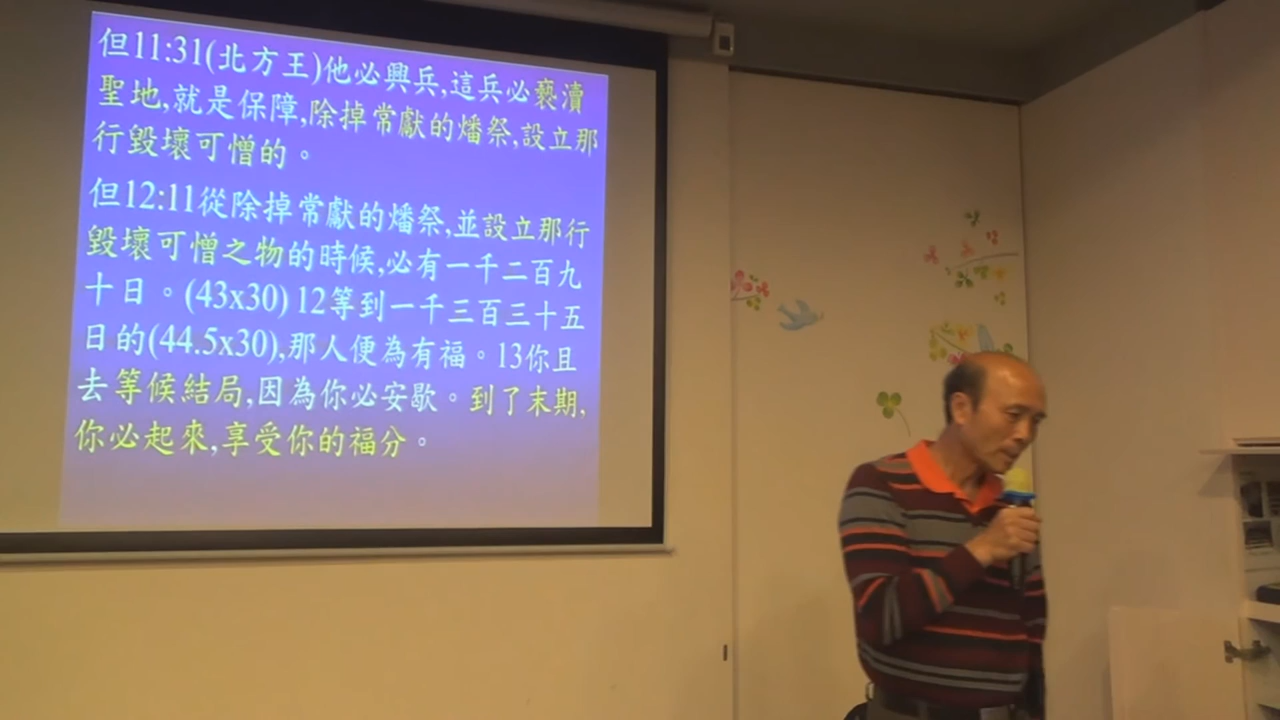 但11:31(北方王)他必興兵,這兵必褻瀆
聖地,就是保障,除掉常獻的燔祭,設立那
行毀壞可憎的。
但12:11從除掉常獻的燔祭,並設立那行
毀壞可憎之物的時候,必有一千二百九
十日。(43x30) 12等到一千三百三十五
日的(44.5x30),那人便為有福。13你且
去等候結局,因為你必安歇。到了末期,
你必起來,享受你的福分。